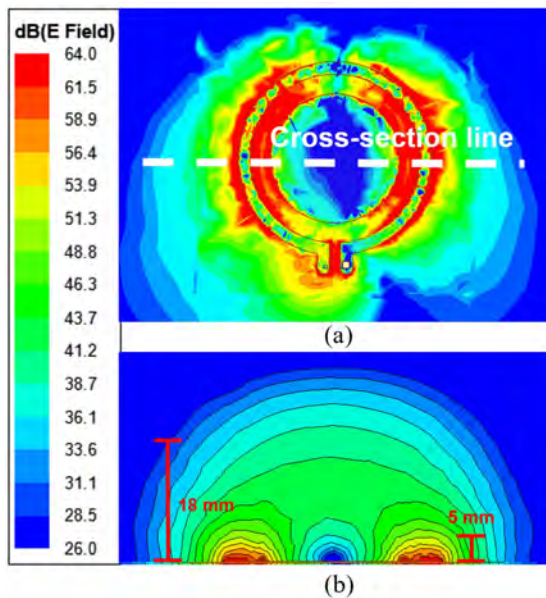 dB(E Field)
64.0
61.5
58.9
56.4
53.9
51.3
48.8
46.3
43.7
41.2
38.7
36.1
33.6
31.1
28.5
26.0
Cross-section line
(a)
18 mm
5 mm
(b)